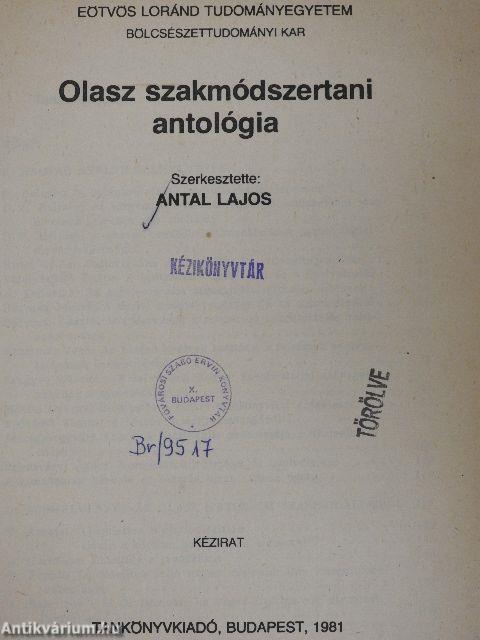 EÖTVÖS LORÁND TUDOMÁNYEGYETEM
BÖLCSÉSZETTUDOMÁNYI KAR
Olasz szakmódszertani
antológia
Szerkesztette:
ANTAL LAJOS
KÉZIKÖNYVTÁR
FŐVÁROSI SZABÓ ERVIN KÖNYVTÁR
X.
BUDAPEST
TÖRÖLVE
Br/9517
KÉZIRAT
TANKÖNYVKIADÓ, BUDAPEST, 1981
Antikvárium.hu